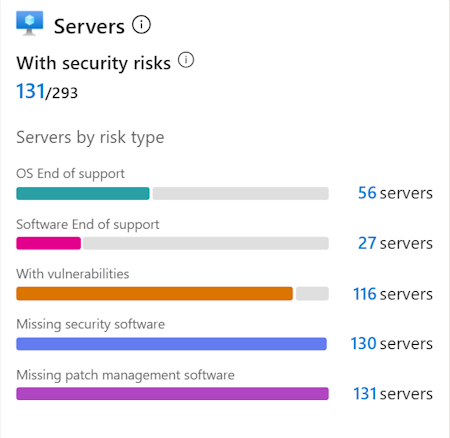 Servers
With security risks
131/293
Servers by risk type
OS End of support
56 servers
Software End of support
27 servers
With vulnerabilities
116 servers
Missing security software
130 servers
Missing patch management software
131 servers